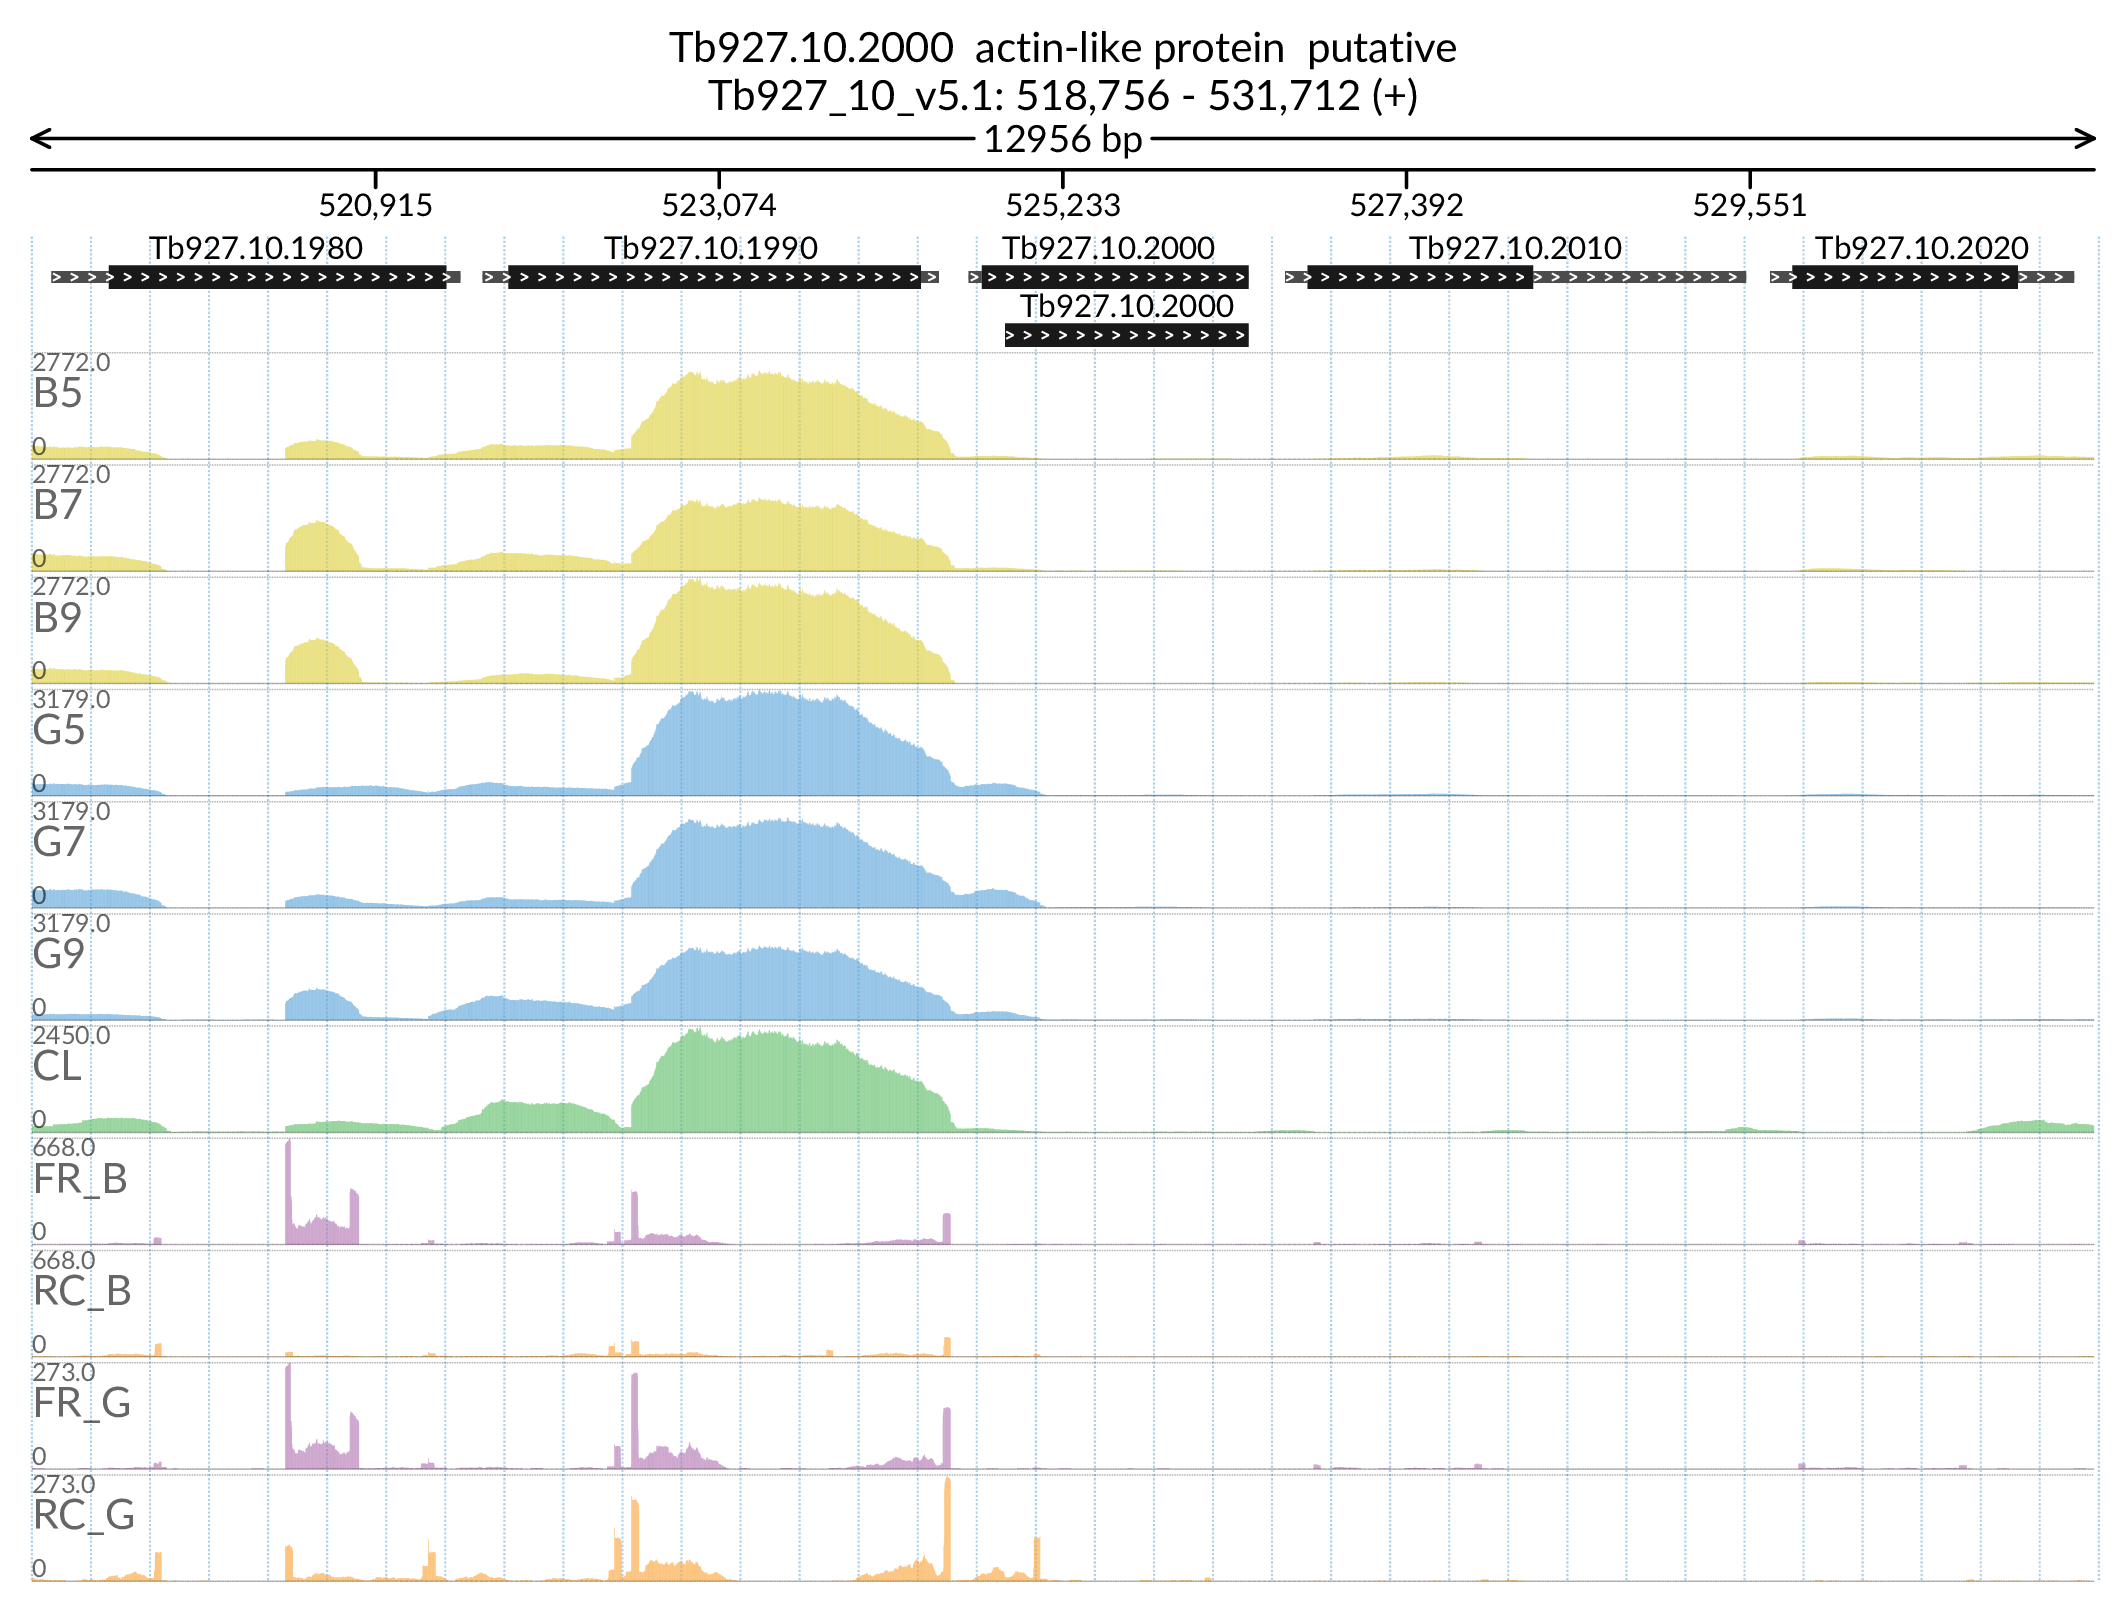 Tb927.10.2000 actin-like protein putative
Tb927_10_v5.1: 518,756 - 531,712 (+)
12956 bp
520,915 523,074 525,233 527,392 529,551
Tb927.10.1980 Tb927.10.1990 Tb927.10.2000 Tb927.10.2010 Tb927.10.2020
Tb927.10.2000
2772.0
B5
0
2772.0
B7
0
2772.0
B9
0
3179.0
G5
0
3179.0
G7
0
3179.0
G9
0
2450.0
CL
0
668.0
FR_B
0
668.0
RC_B
0
273.0
FR_G
0
273.0
RC_G
0